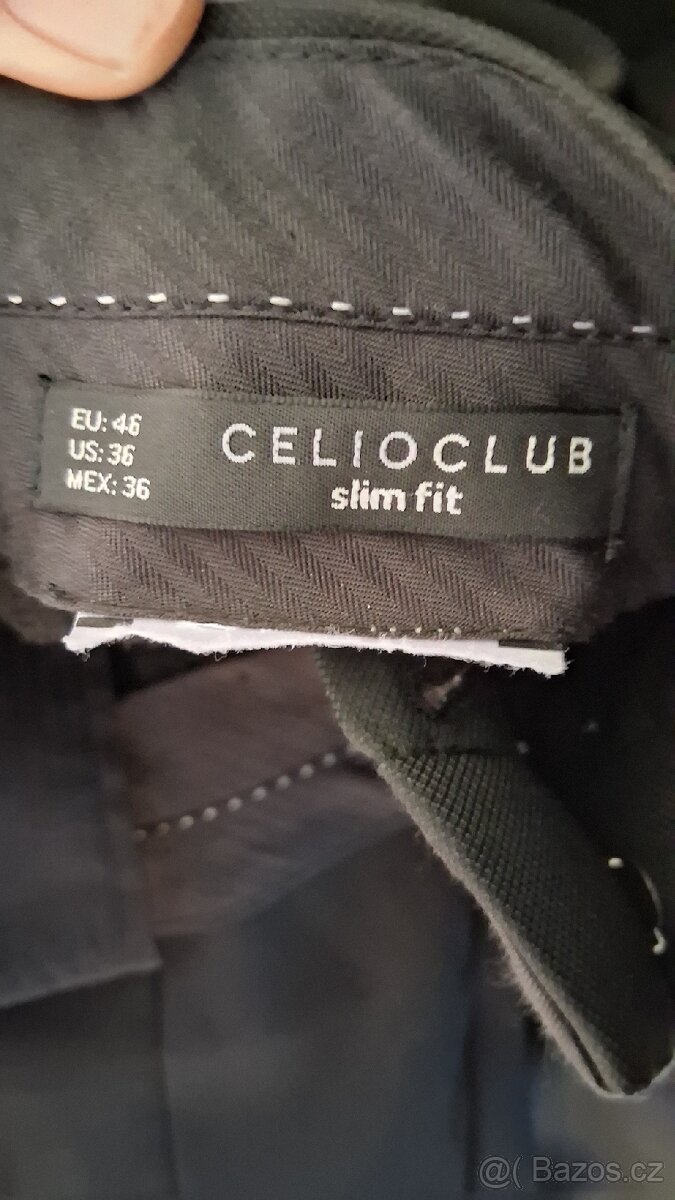 EU: 46
US: 36
MEX: 36
CELIOCLUB
slim fit
@( Bazos.cz